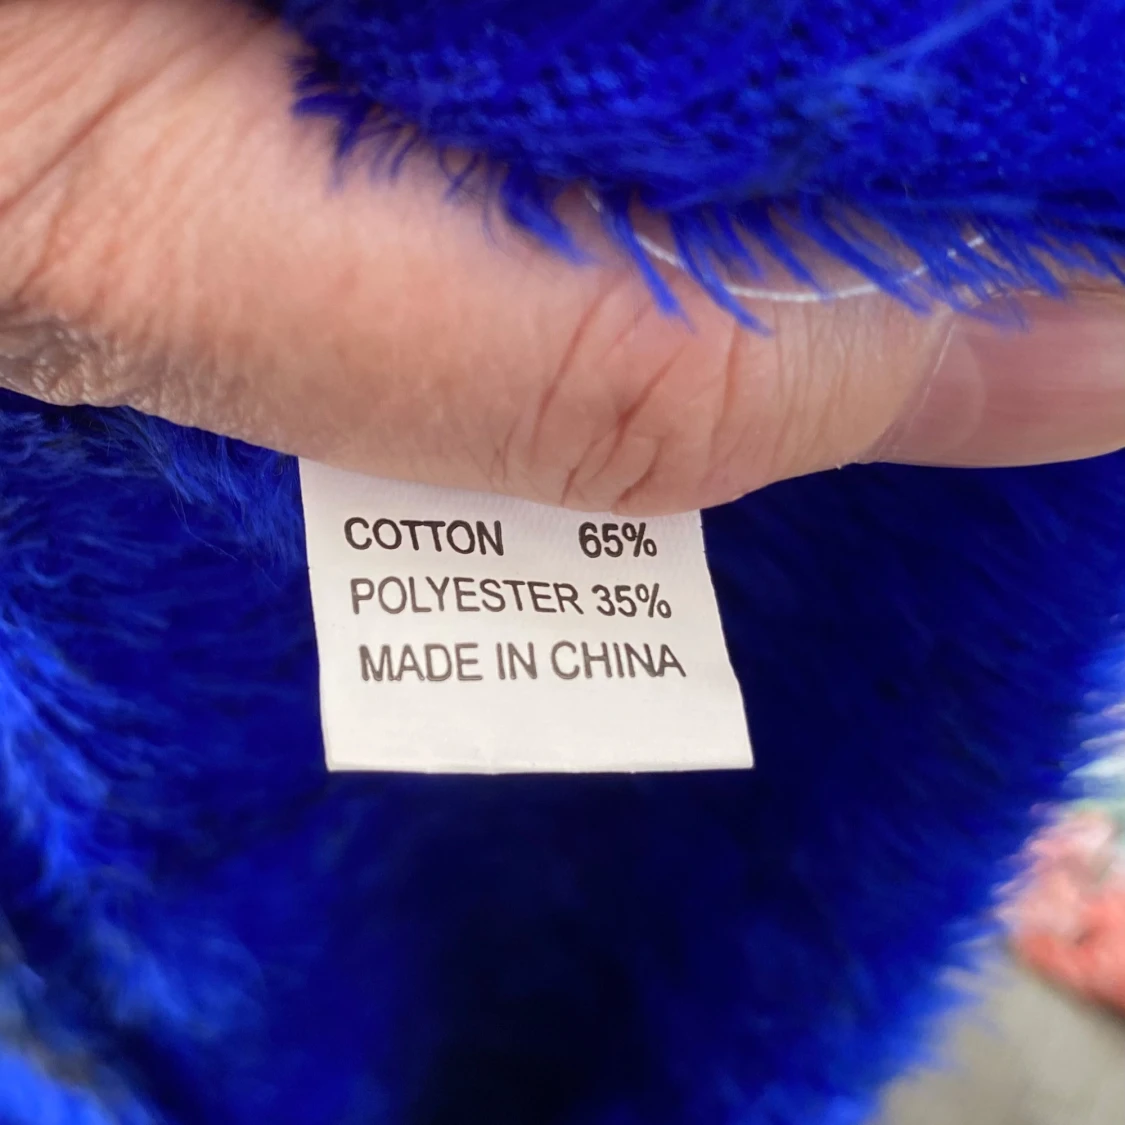 COTTON 65%
POLYESTER 35%
MADE IN CHINA